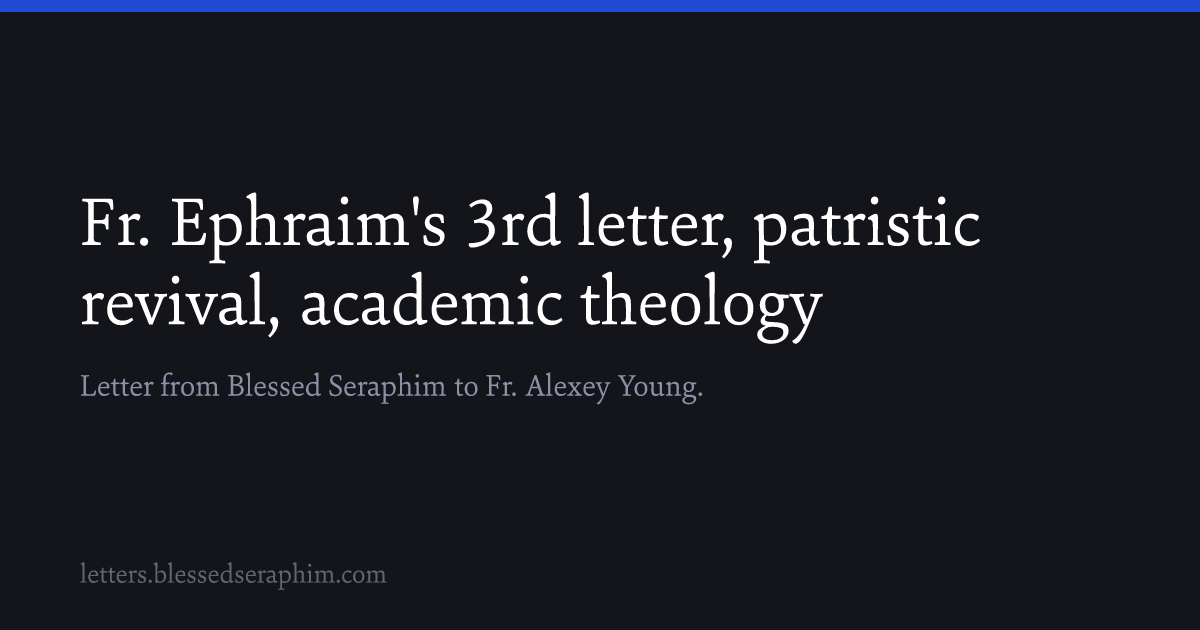 Fr. Ephraim's 3rd letter, patristic
revival, academic theology
Letter from Blessed Seraphim to Fr. Alexey Young.
letters.blessedseraphim.com